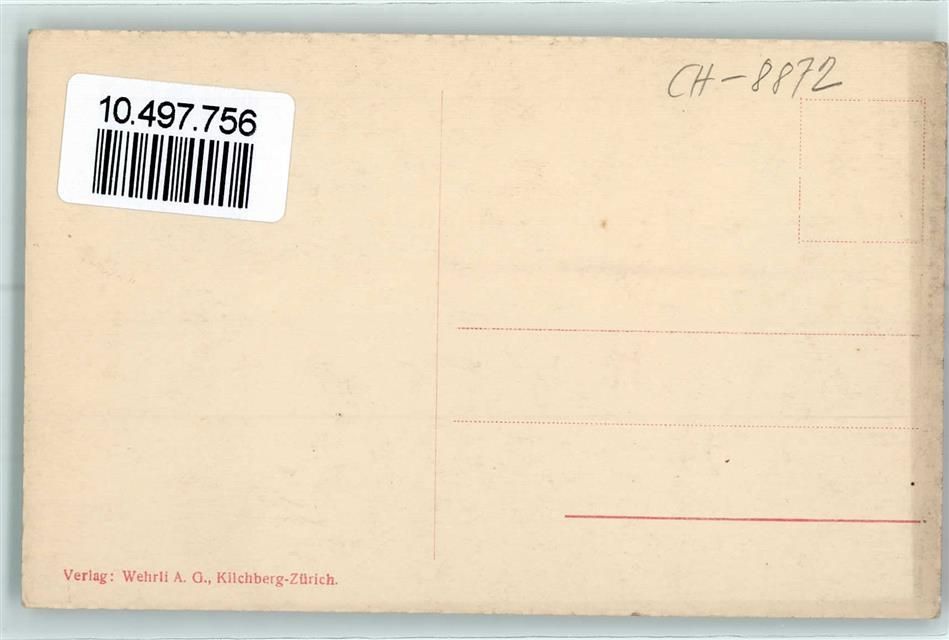 10.497.756
CH-8872
Verlag: Wehrli A. G., Kilchberg-Zürich.